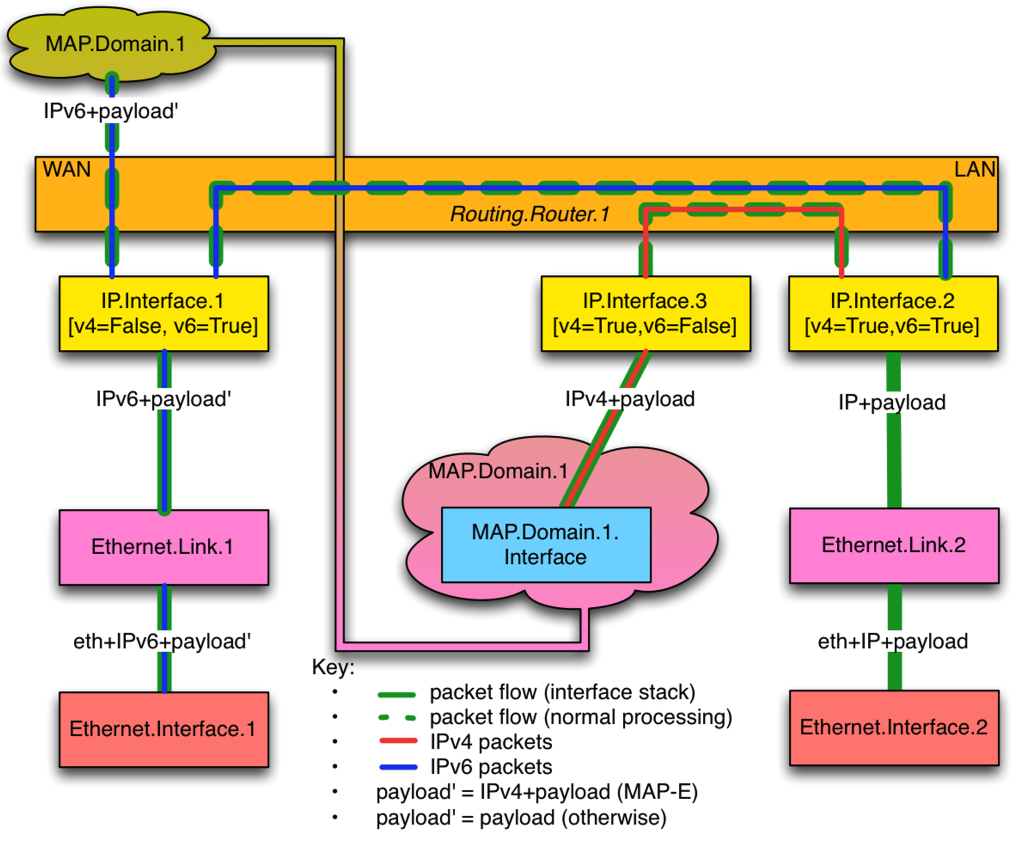 MAP.Domain.1
IPv6+payload'
WAN
LAN
Routing.Router.1
IP.Interface.1
[v4=False, v6=True]
IP.Interface.3
[v4=True,v6=False]
IP.Interface.2
[v4=True,v6=True]
IPv6+payload'
IPv4+payload
IP+payload
MAP.Domain.1
MAP.Domain.1.
Interface
Ethernet.Link.1
Ethernet.Link.2
eth+IPv6+payload'
eth+IP+payload
Ethernet.Interface.1
Ethernet.Interface.2
Key:
• packet flow (interface stack)
• packet flow (normal processing)
• IPv4 packets
• IPv6 packets
• payload' = IPv4+payload (MAP-E)
• payload' = payload (otherwise)